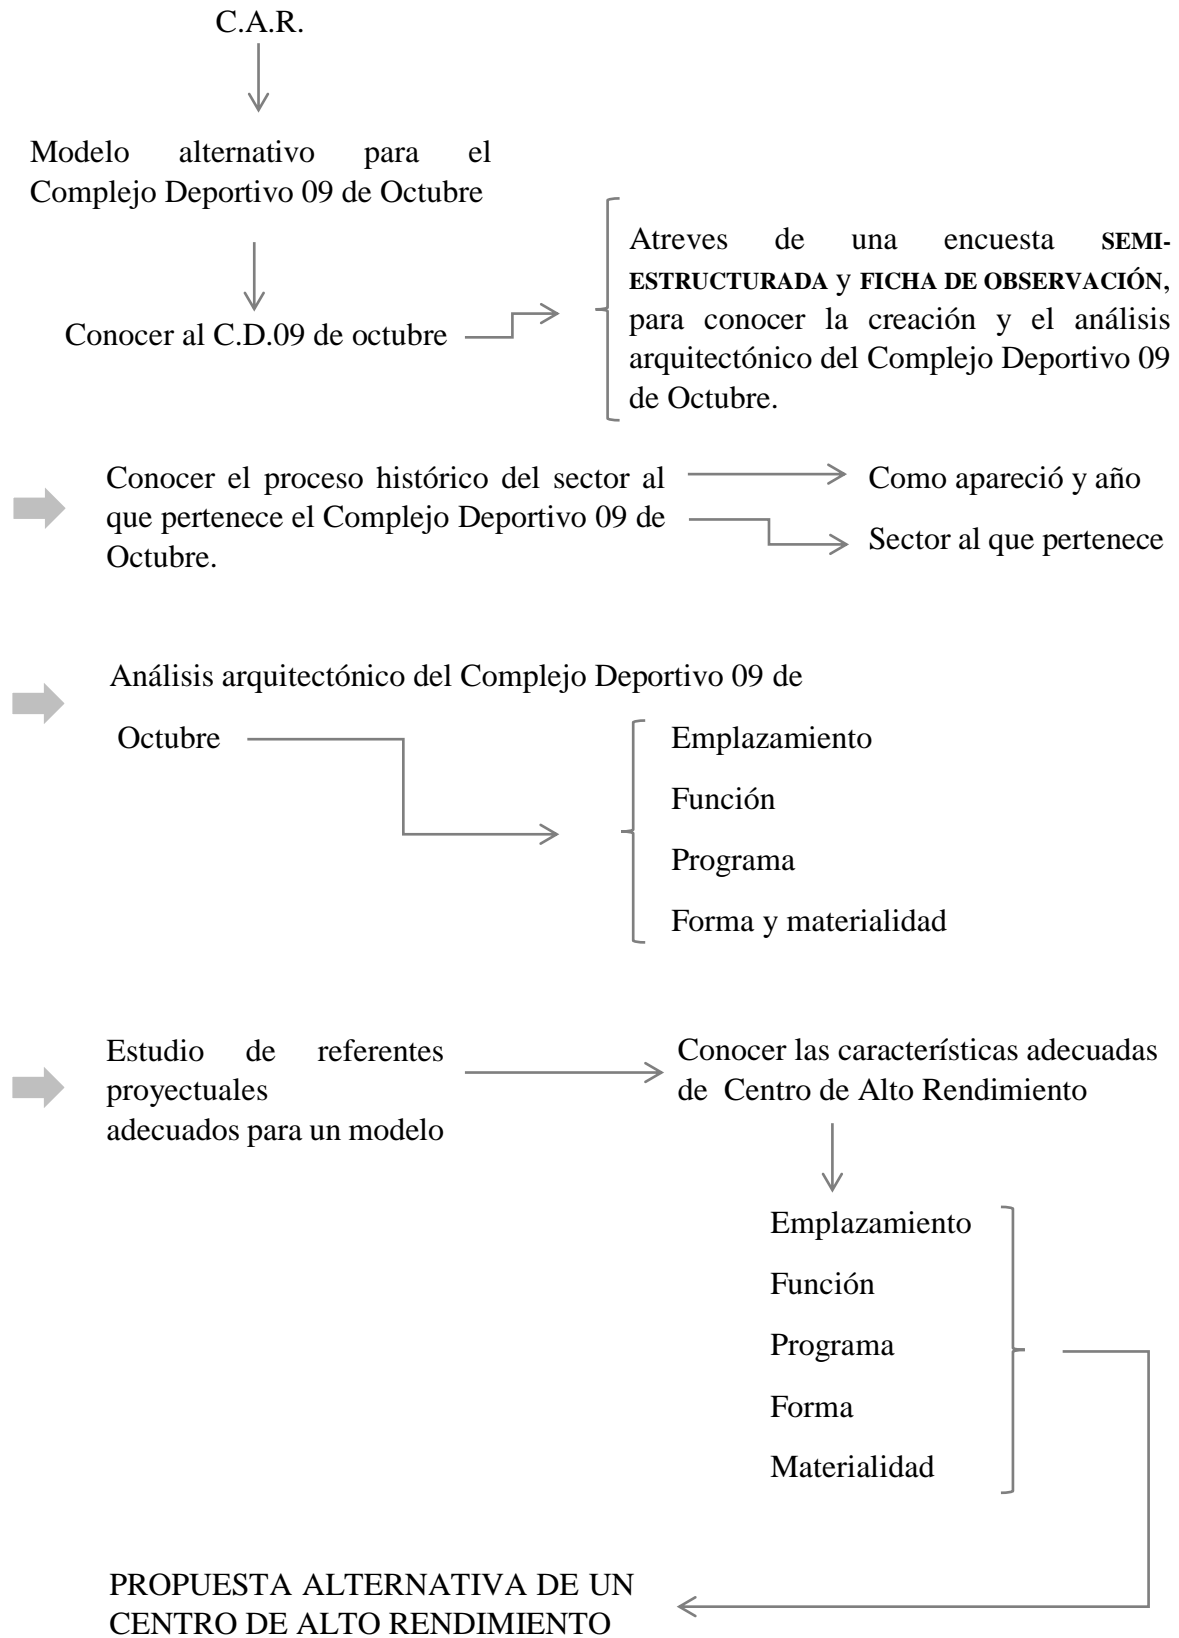 C.A.R.
Modelo alternativo para el
Complejo Deportivo 09 de Octubre
Conocer al C.D.09 de octubre
Atreves de una encuesta SEMI-
ESTRUCTURADA y FICHA DE OBSERVACIÓN,
para conocer la creación y el análisis
arquitectónico del Complejo Deportivo 09
de Octubre.
Conocer el proceso histórico del sector al
que pertenece el Complejo Deportivo 09 de
Octubre.
Como apareció y año
Sector al que pertenece
Análisis arquitectónico del Complejo Deportivo 09 de
Octubre
Emplazamiento
Función
Programa
Forma y materialidad
Estudio de referentes
proyectuales
adecuados para un modelo
Conocer las características adecuadas
de Centro de Alto Rendimiento
Emplazamiento
Función
Programa
Forma
Materialidad
PROPUESTA ALTERNATIVA DE UN
CENTRO DE ALTO RENDIMIENTO